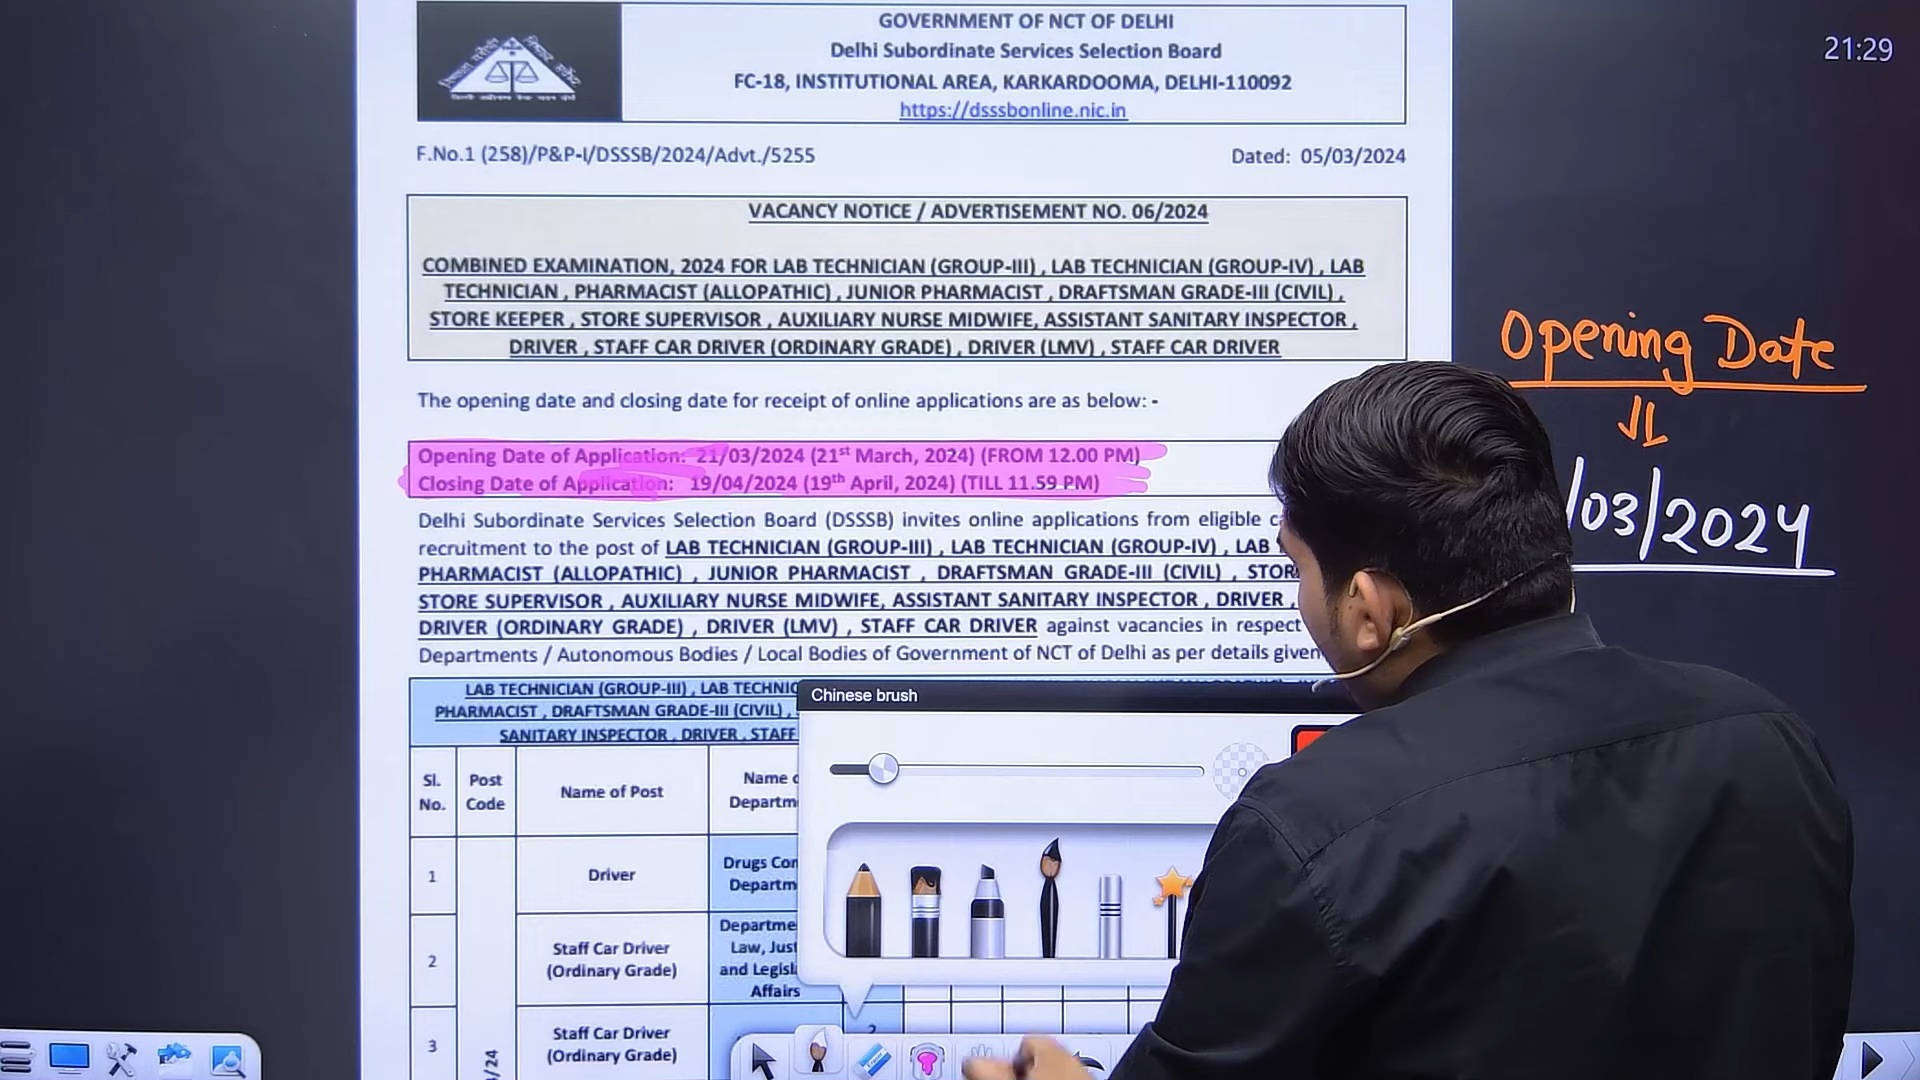 GOVERNMENT OF NCT OF DELHI
Delhi Subordinate Services Selection Board
FC-18, INSTITUTIONAL AREA, KARKARDOOMA, DELHI-110092
https://dsssbonline.nic.in
21:29
F.No.1 (258)/P&P-I/DSSSB/2024/Advt./5255
Dated: 05/03/2024
VACANCY NOTICE / ADVERTISEMENT NO. 06/2024
COMBINED EXAMINATION, 2024 FOR LAB TECHNICIAN (GROUP-III) , LAB TECHNICIAN (GROUP-IV) , LAB
TECHNICIAN , PHARMACIST (ALLOPATHIC) , JUNIOR PHARMACIST , DRAFTSMAN GRADE-III (CIVIL) ,
STORE KEEPER , STORE SUPERVISOR , AUXILIARY NURSE MIDWIFE, ASSISTANT SANITARY INSPECTOR ,
DRIVER , STAFF CAR DRIVER (ORDINARY GRADE) , DRIVER (LMV) , STAFF CAR DRIVER
The opening date and closing date for receipt of online applications are as below: -
Opening Date of Application: 21/03/2024 (21st March, 2024) (FROM 12.00 PM)
Closing Date of Application: 19/04/2024 (19th April, 2024) (TILL 11.59 PM)
Delhi Subordinate Services Selection Board (DSSSB) invites online applications from eligible
recruitment to the post of LAB TECHNICIAN (GROUP-III) , LAB TECHNICIAN (GROUP-IV) , LAB
PHARMACIST (ALLOPATHIC) , JUNIOR PHARMACIST , DRAFTSMAN GRADE-III (CIVIL) , STOR
STORE SUPERVISOR , AUXILIARY NURSE MIDWIFE, ASSISTANT SANITARY INSPECTOR , DRIVER ,
DRIVER (ORDINARY GRADE) , DRIVER (LMV) , STAFF CAR DRIVER against vacancies in respect
Departments / Autonomous Bodies / Local Bodies of Government of NCT of Delhi as per details given
Opening Date
/03/2024
LAB TECHNICIAN (GROUP-III) , LAB TECHNIC
PHARMACIST , DRAFTSMAN GRADE-III (CIVIL) ,
SANITARY INSPECTOR , DRIVER , STAFF
Chinese brush
Sl. No.
Post Code
Name of Post
Name o
Departm
1
Driver
Drugs Con
Departm
2
Staff Car Driver
(Ordinary Grade)
Departme
Law, Just
and Legisl
Affairs
3
Staff Car Driver
(Ordinary Grade)
2
/24